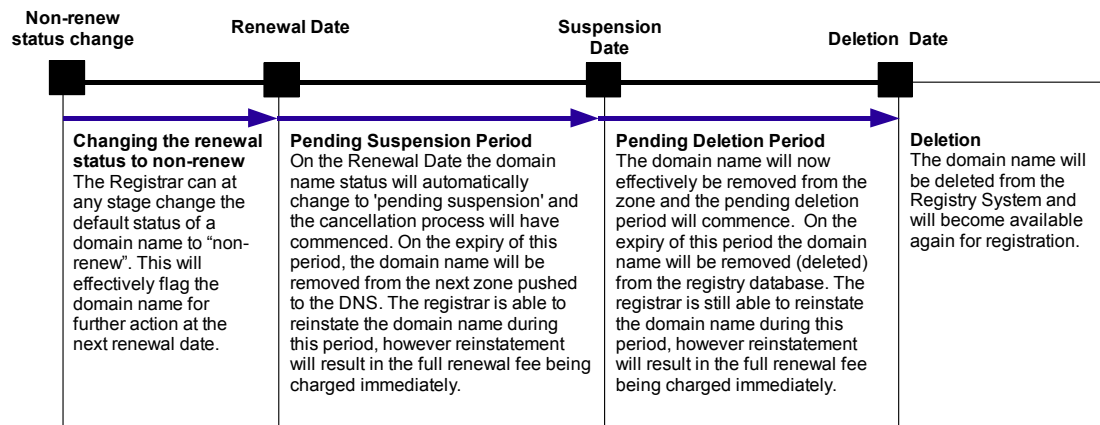 Non-renew
status change
Renewal Date
Suspension
Date
Deletion Date
Changing the renewal
status to non-renew
The Registrar can at
any stage change the
default status of a
domain name to “non-
renew”. This will
effectively flag the
domain name for
further action at the
next renewal date.
Pending Suspension Period
On the Renewal Date the domain
name status will automatically
change to 'pending suspension' and
the cancellation process will have
commenced. On the expiry of this
period, the domain name will be
removed from the next zone pushed
to the DNS. The registrar is able to
reinstate the domain name during
this period, however reinstatement
will result in the full renewal fee being
charged immediately.
Pending Deletion Period
The domain name will now
effectively be removed from the
zone and the pending deletion
period will commence. On the
expiry of this period the domain
name will be removed (deleted)
from the registry database. The
registrar is still able to reinstate
the domain name during this
period, however reinstatement
will result in the full renewal fee
being charged immediately.
Deletion
The domain name will
be deleted from the
Registry System and
will become available
again for registration.